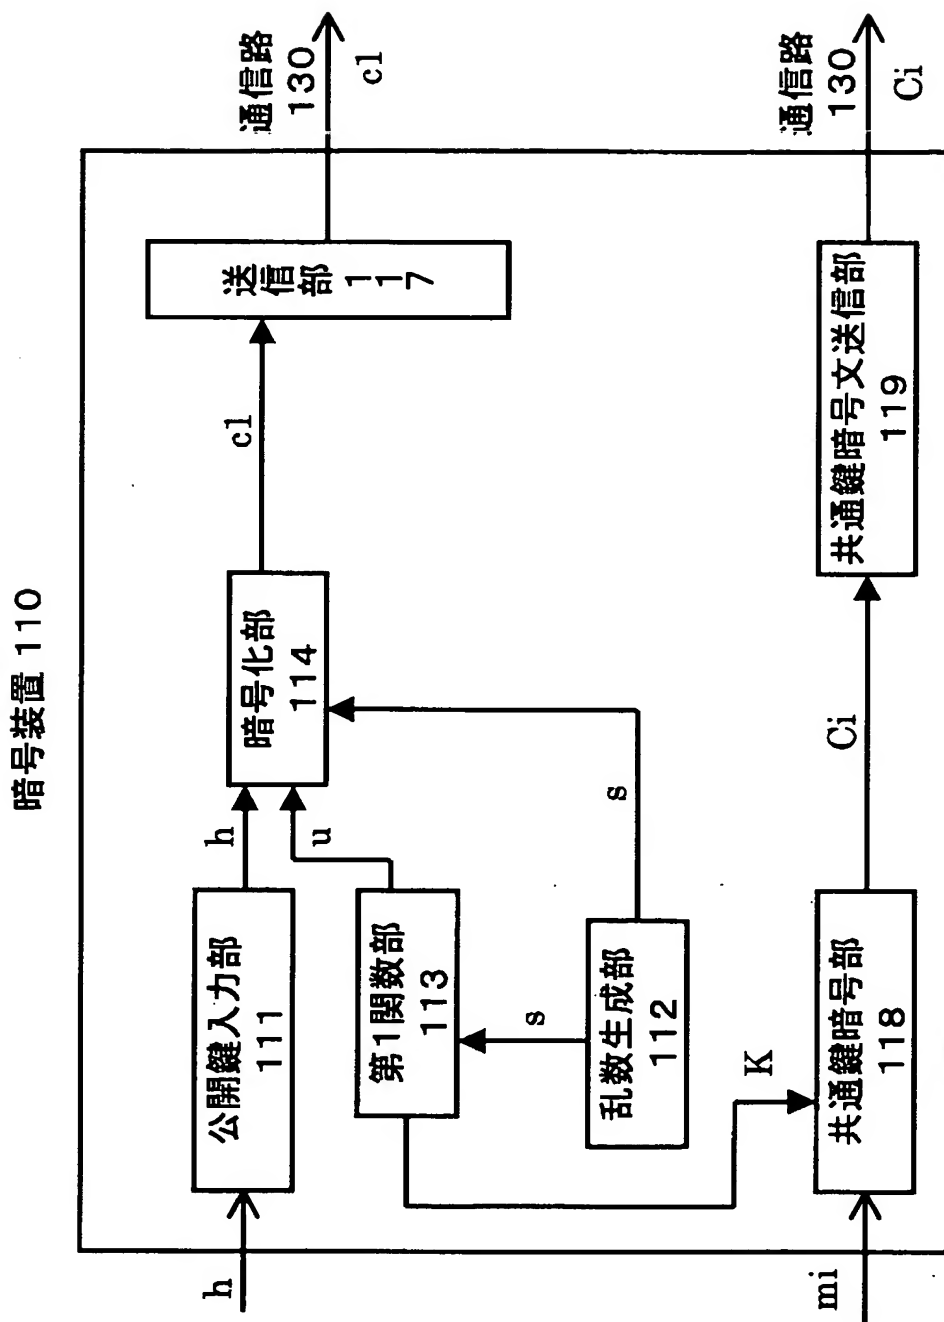 暗号装置 110
h
公開鍵入力部
111
h
暗号化部
114
c1
送信部 117
c1
通信路
130
u
第1関数部
113
s
乱数生成部
112
s
K
mi
共通鍵暗号部
118
Ci
共通鍵暗号文送信部
119
Ci
通信路
130